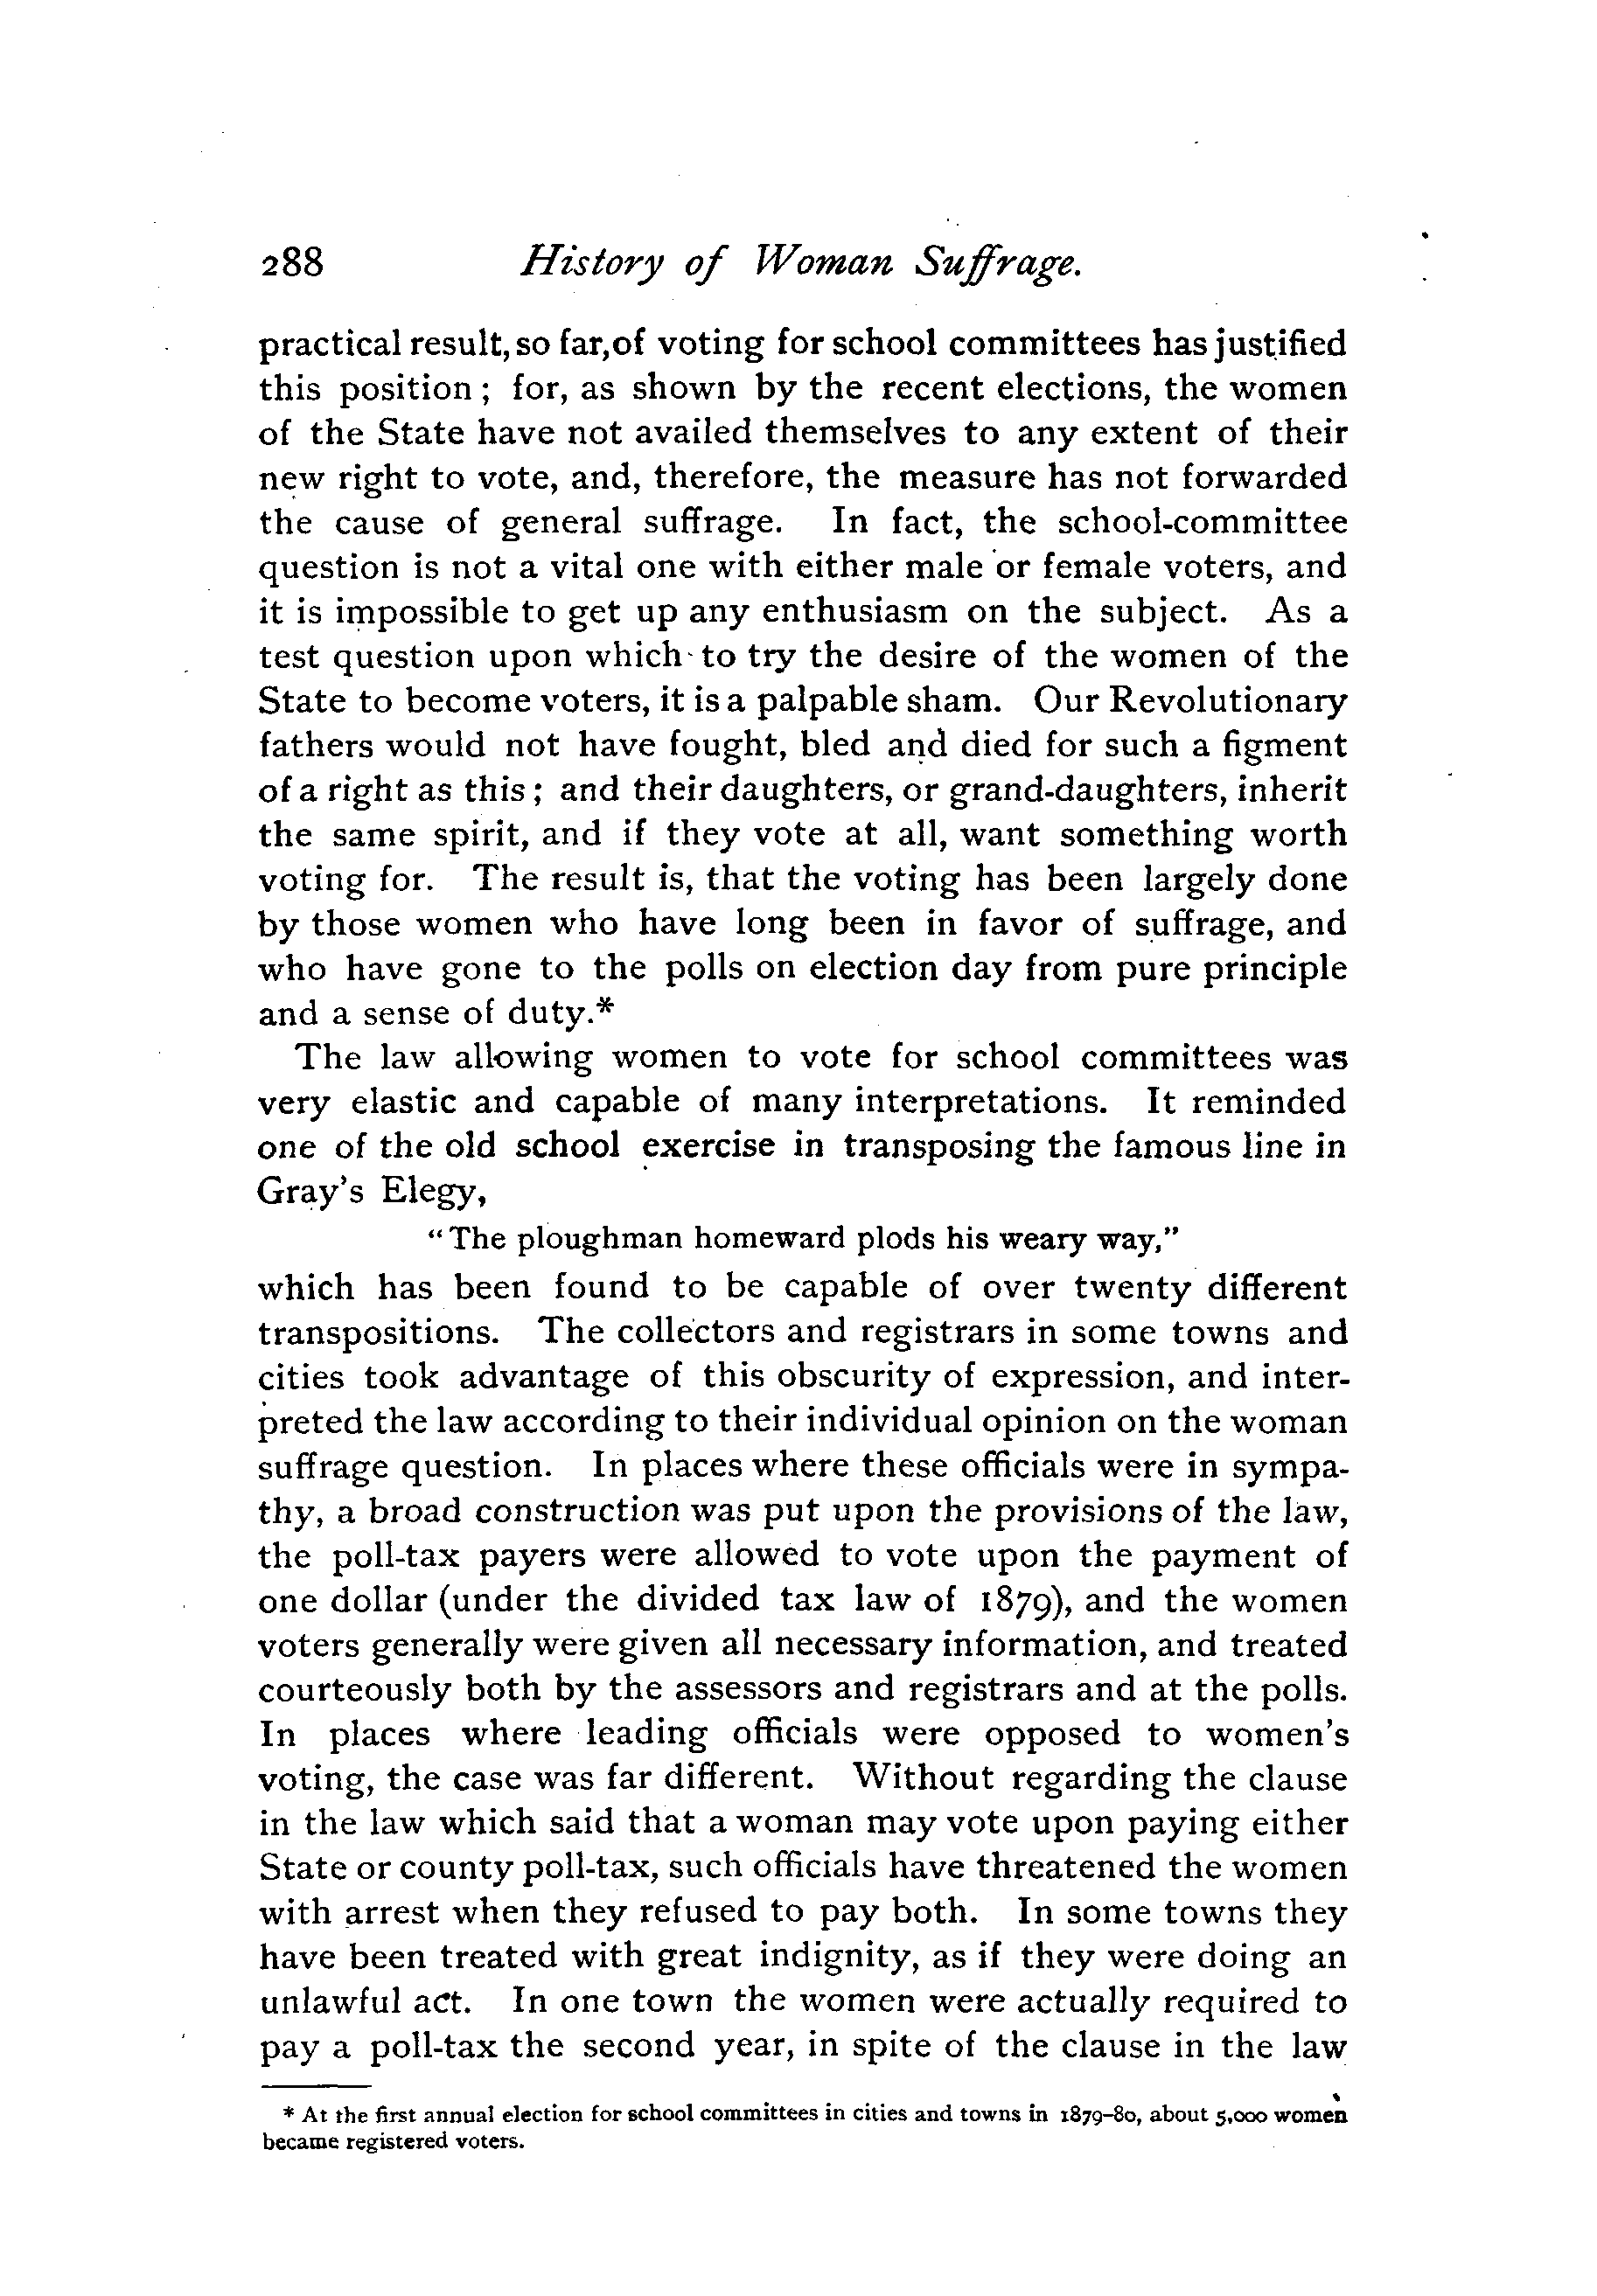 288 History of Woman Suffrage.
practical result, so far,of voting for school committees has justified
this position ; for, as shown by the recent elections, the women
of the State have not availed themselves to any extent of their
new right to vote, and, therefore, the measure has not forwarded
the cause of general suffrage. In fact, the school-committee
question is not a vital one with either male or female voters, and
it is impossible to get up any enthusiasm on the subject. As a
test question upon which to try the desire of the women of the
State to become voters, it is a palpable sham. Our Revolutionary
fathers would not have fought, bled and died for such a figment
of a right as this ; and their daughters, or grand-daughters, inherit
the same spirit, and if they vote at all, want something worth
voting for. The result is, that the voting has been largely done
by those women who have long been in favor of suffrage, and
who have gone to the polls on election day from pure principle
and a sense of duty.*
The law allowing women to vote for school committees was
very elastic and capable of many interpretations. It reminded
one of the old school exercise in transposing the famous line in
Gray's Elegy,
"The ploughman homeward plods his weary way,"
which has been found to be capable of over twenty different
transpositions. The collectors and registrars in some towns and
cities took advantage of this obscurity of expression, and inter-
preted the law according to their individual opinion on the woman
suffrage question. In places where these officials were in sympa-
thy, a broad construction was put upon the provisions of the law,
the poll-tax payers were allowed to vote upon the payment of
one dollar (under the divided tax law of 1879), and the women
voters generally were given all necessary information, and treated
courteously both by the assessors and registrars and at the polls.
In places where leading officials were opposed to women's
voting, the case was far different. Without regarding the clause
in the law which said that a woman may vote upon paying either
State or county poll-tax, such officials have threatened the women
with arrest when they refused to pay both. In some towns they
have been treated with great indignity, as if they were doing an
unlawful act. In one town the women were actually required to
pay a poll-tax the second year, in spite of the clause in the law
* At the first annual election for school committees in cities and towns in 1879-80, about 5,000 women
became registered voters.